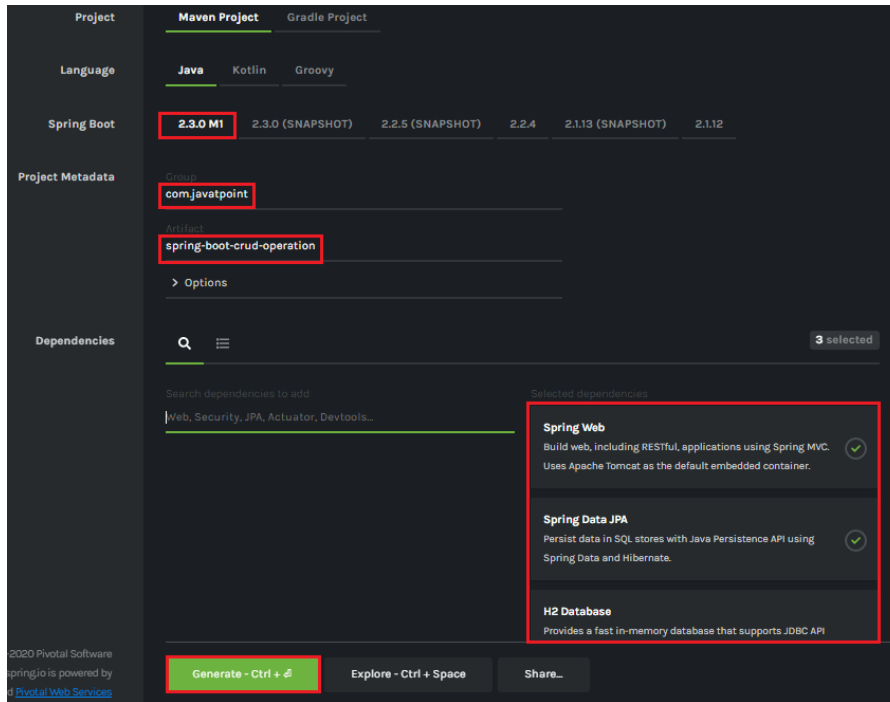 Project
Maven Project Gradle Project
Language
Java Kotlin Groovy
Spring Boot
2.3.0 M1 2.3.0 (SNAPSHOT) 2.2.5 (SNAPSHOT) 2.2.4 2.1.13 (SNAPSHOT) 2.1.12
Project Metadata
Group
com.javatpoint
Artifact
spring-boot-crud-operation
> Options
Dependencies
3 selected
Search dependencies to add
Web, Security, JPA, Actuator, Devtools...
Selected dependencies
Spring Web
Build web, including RESTful, applications using Spring MVC.
Uses Apache Tomcat as the default embedded container.
Spring Data JPA
Persist data in SQL stores with Java Persistence API using
Spring Data and Hibernate.
H2 Database
Provides a fast in-memory database that supports JDBC API
-2020 Pivotal Software
spring.io is powered by
d Pivotal Web Services
Generate - Ctrl + ⏎
Explore - Ctrl + Space
Share...